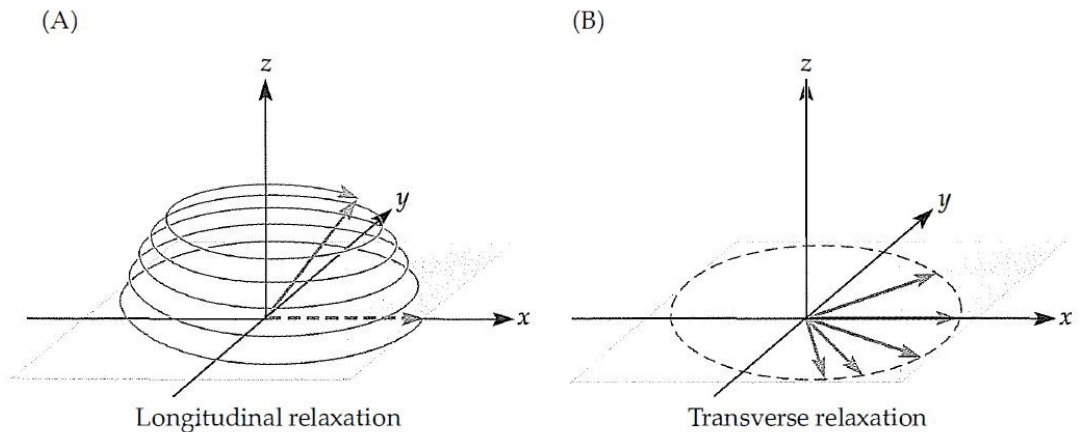 (A)
(B)
z
z
y
y
x
x
Longitudinal relaxation
Transverse relaxation